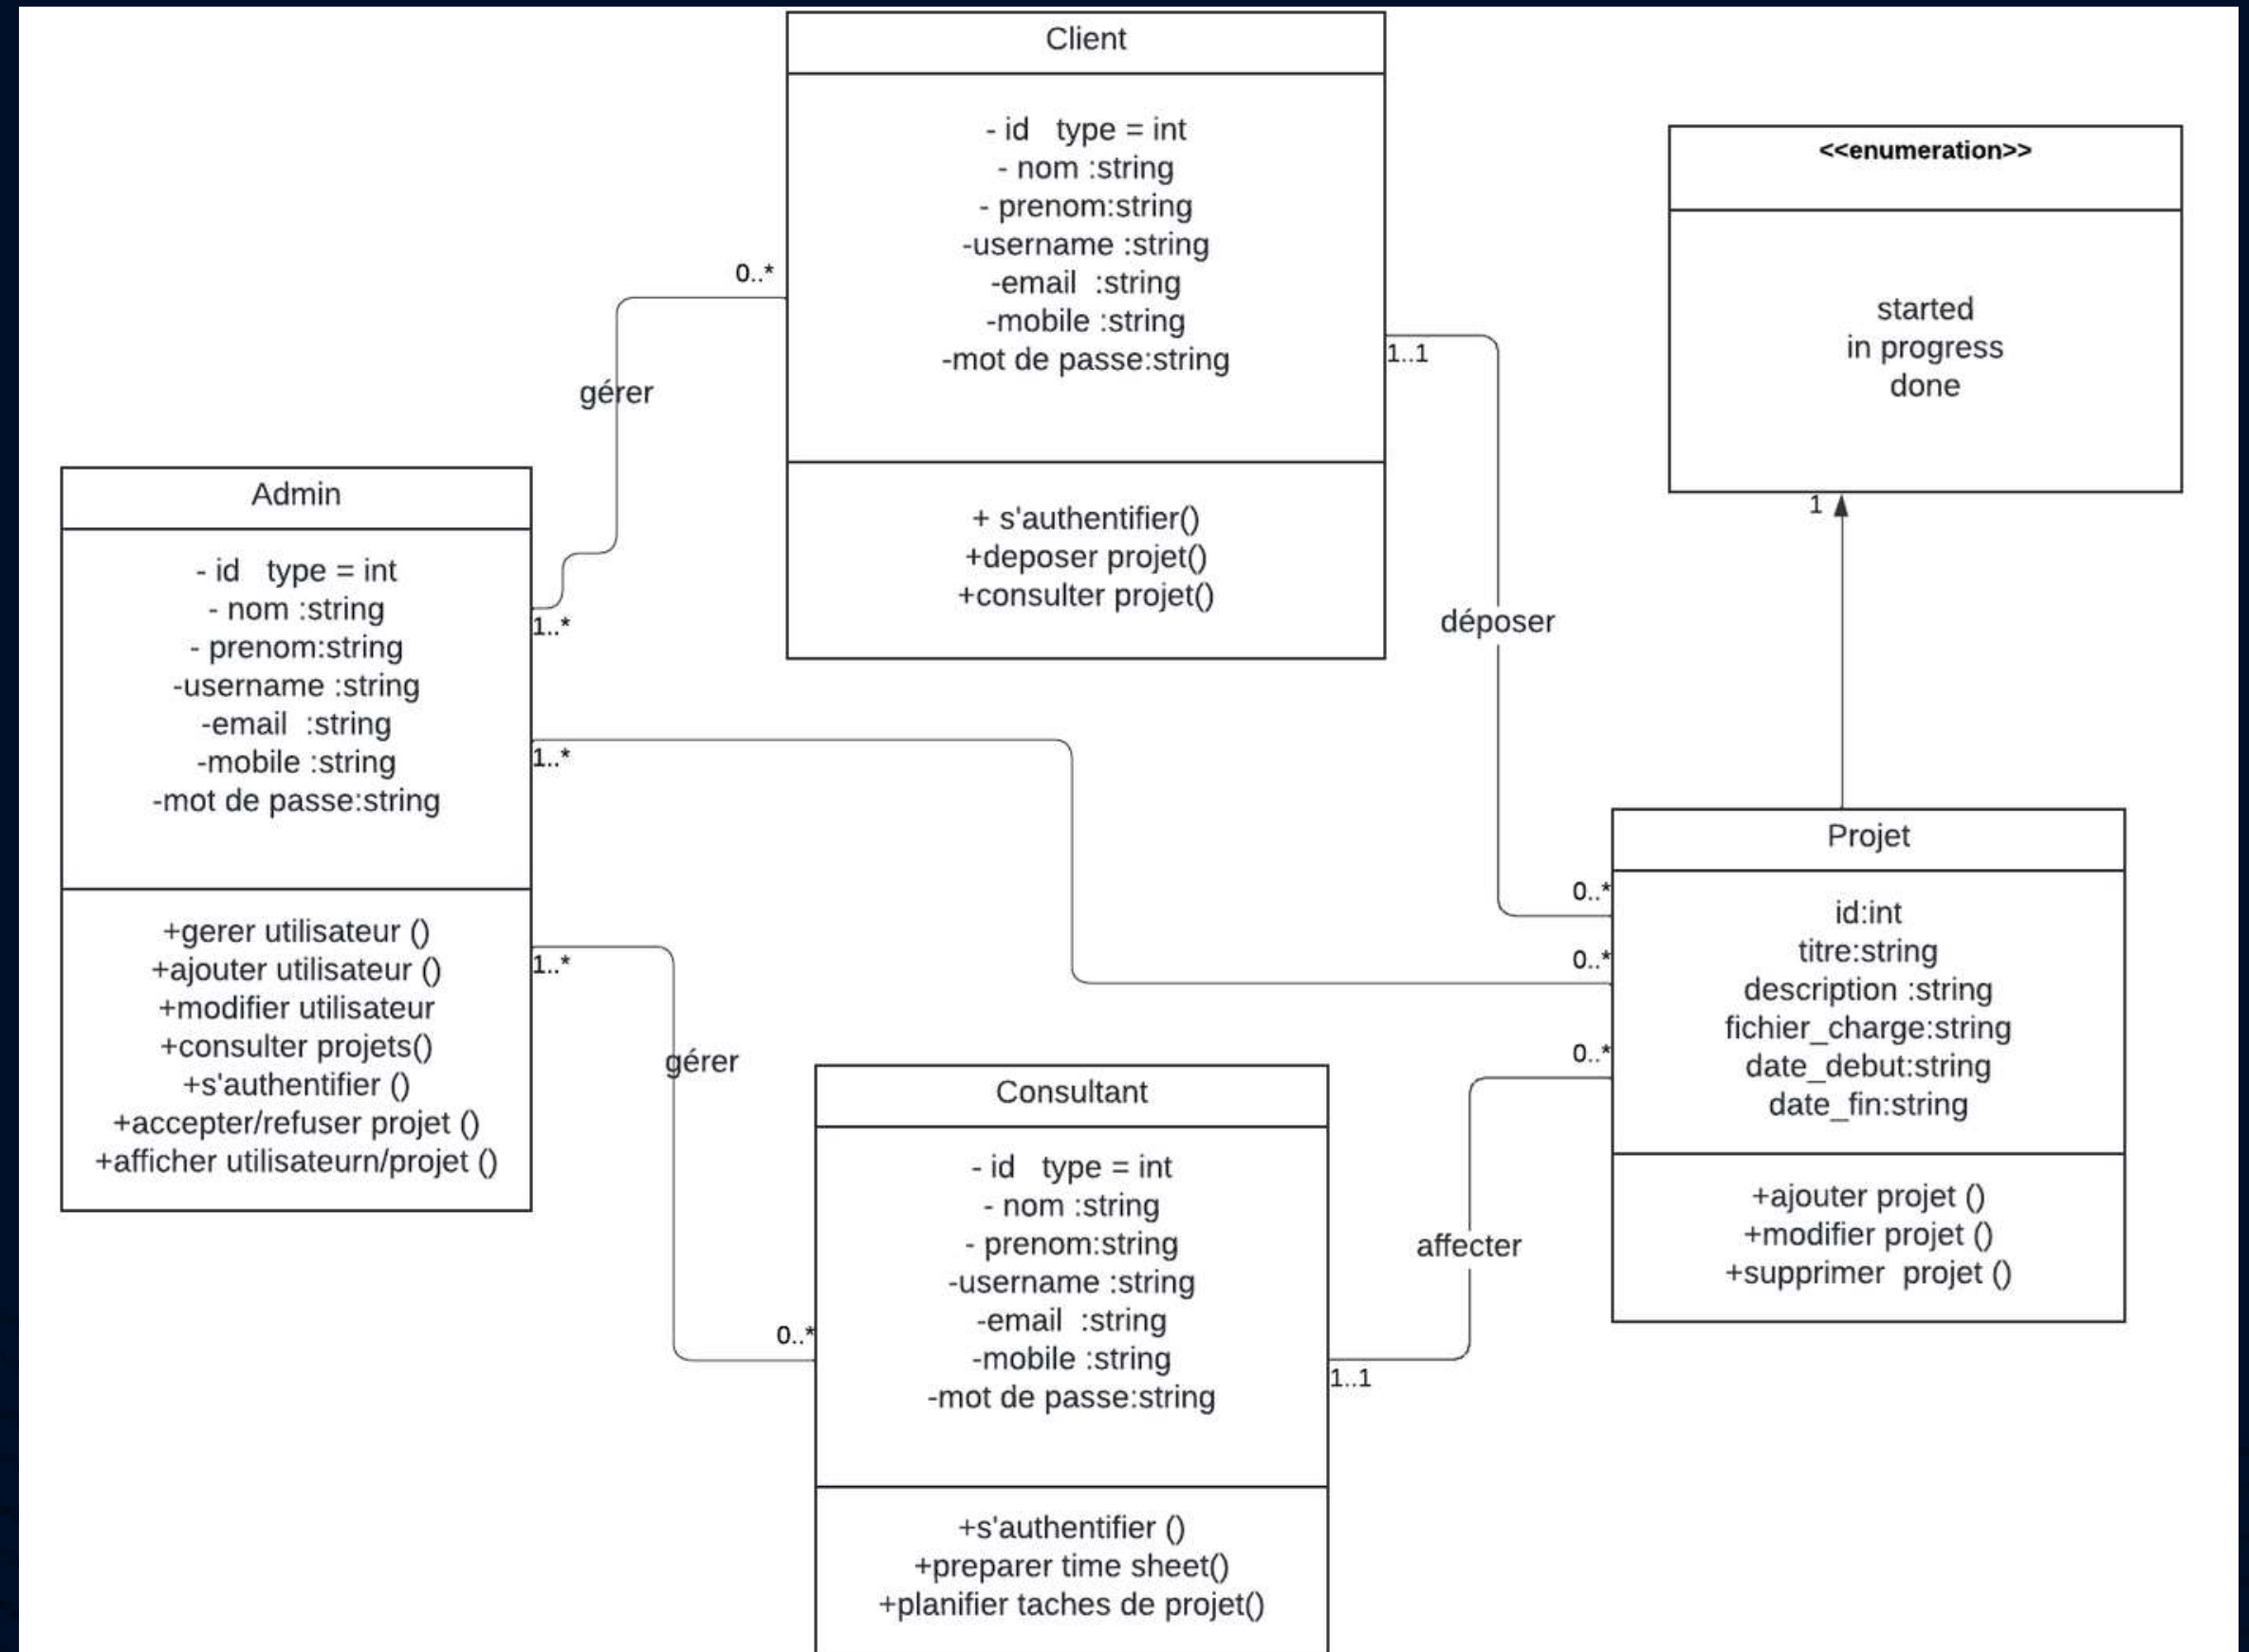 Client
- id   type = int
- nom :string
- prenom:string
-username :string
-email  :string
-mobile :string
-mot de passe:string
+ s'authentifier()
+deposer projet()
+consulter projet()
<<enumeration>>
started
in progress
done
1
0..*
gérer
1..*
1..1
déposer
0..*
Admin
- id   type = int
- nom :string
- prenom:string
-username :string
-email  :string
-mobile :string
-mot de passe:string
+gerer utilisateur ()
+ajouter utilisateur ()
+modifier utilisateur
+consulter projets()
+s'authentifier ()
+accepter/refuser projet ()
+afficher utilisateurn/projet ()
1..*
0..*
1..*
gérer
0..*
Projet
id:int
titre:string
description :string
fichier_charge:string
date_debut:string
date_fin:string
+ajouter projet ()
+modifier projet ()
+supprimer  projet ()
0..*
affecter
1..1
Consultant
- id   type = int
- nom :string
- prenom:string
-username :string
-email  :string
-mobile :string
-mot de passe:string
+s'authentifier ()
+preparer time sheet()
+planifier taches de projet()